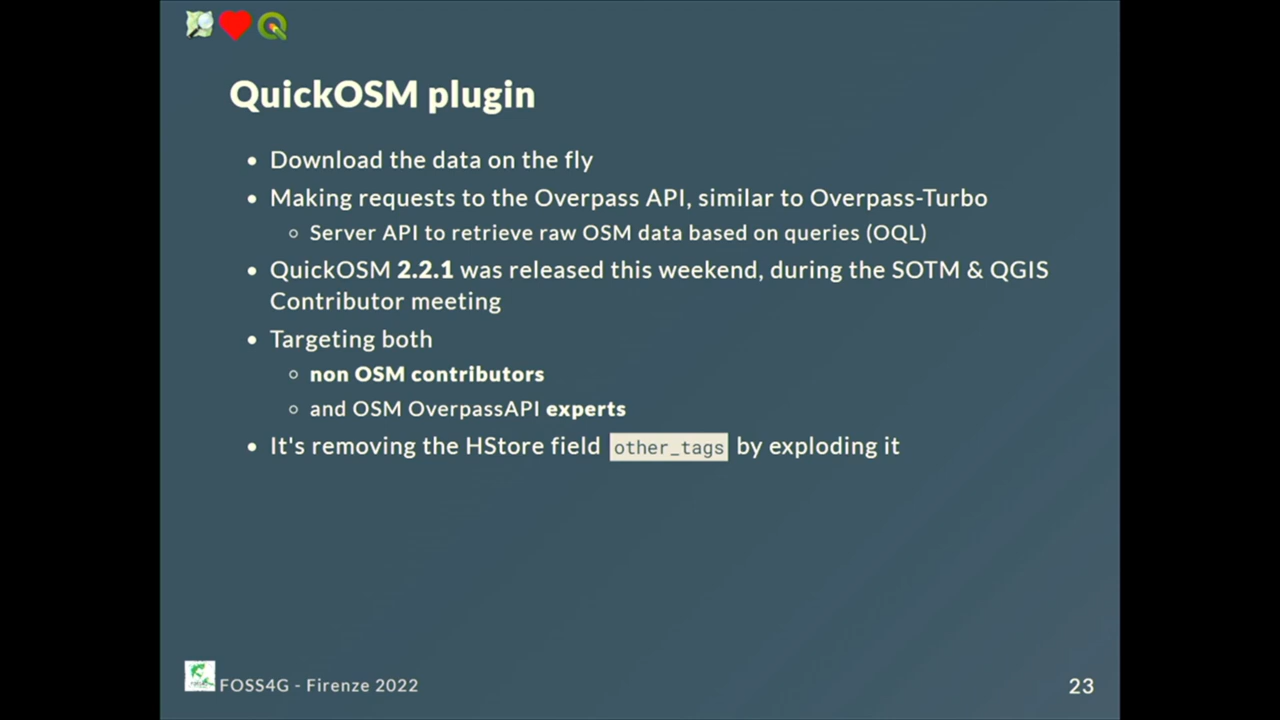 QuickOSM plugin
Download the data on the fly
Making requests to the Overpass API, similar to Overpass-Turbo
Server API to retrieve raw OSM data based on queries (OQL)
QuickOSM 2.2.1 was released this weekend, during the SOTM & QGIS
Contributor meeting
Targeting both
non OSM contributors
and OSM OverpassAPI experts
It's removing the HStore field other_tags by exploding it
FOSS4G - Firenze 2022
23